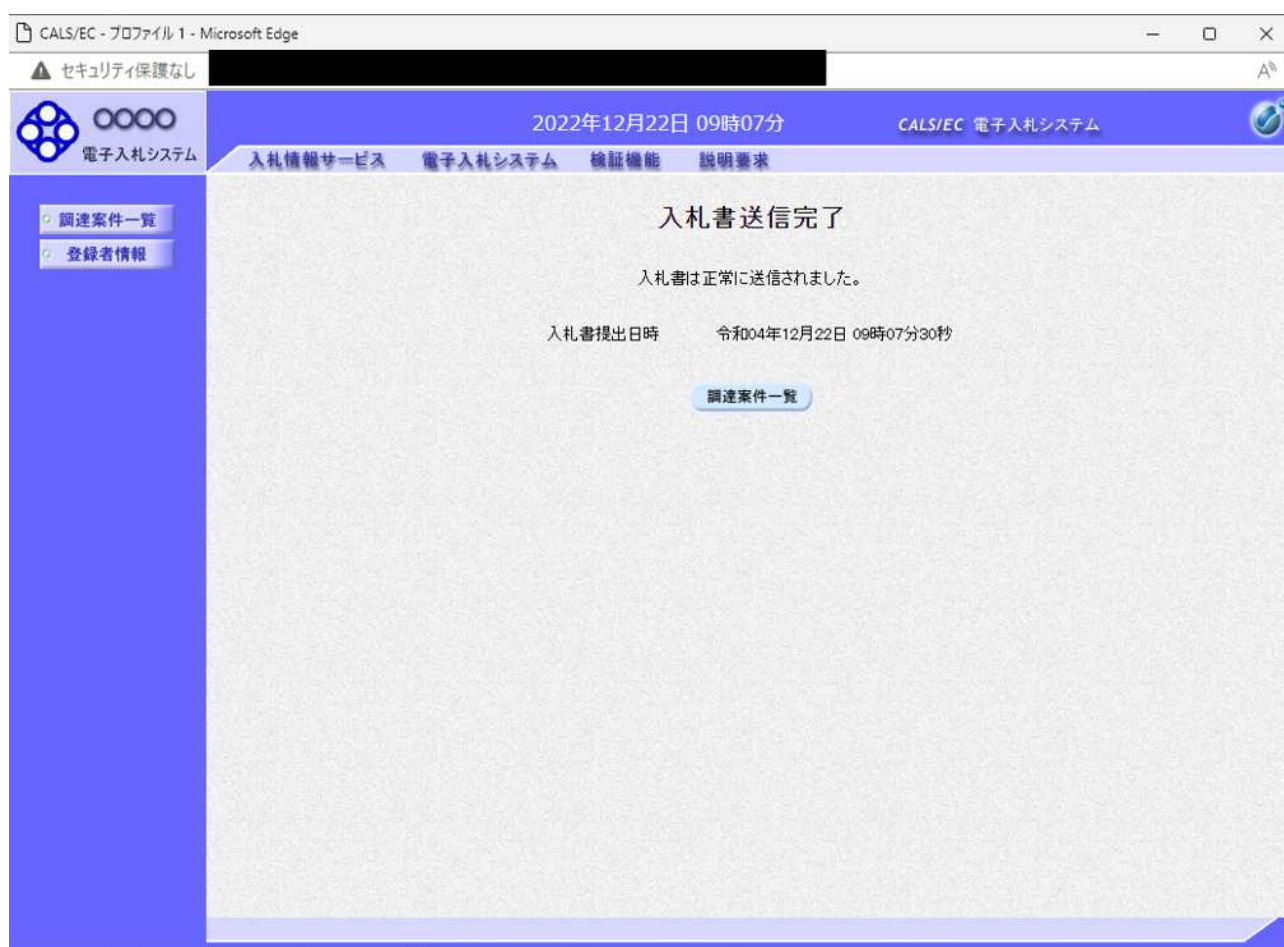 CALS/EC - プロファイル 1 - Microsoft Edge
セキュリティ保護なし
○○○○
電子入札システム
2022年12月22日 09時07分
CALS/EC 電子入札システム
入札情報サービス 電子入札システム 検証機能 説明要求
調達案件一覧
登録者情報
入札書送信完了
入札書は正常に送信されました。
入札書提出日時 令和04年12月22日 09時07分30秒
調達案件一覧